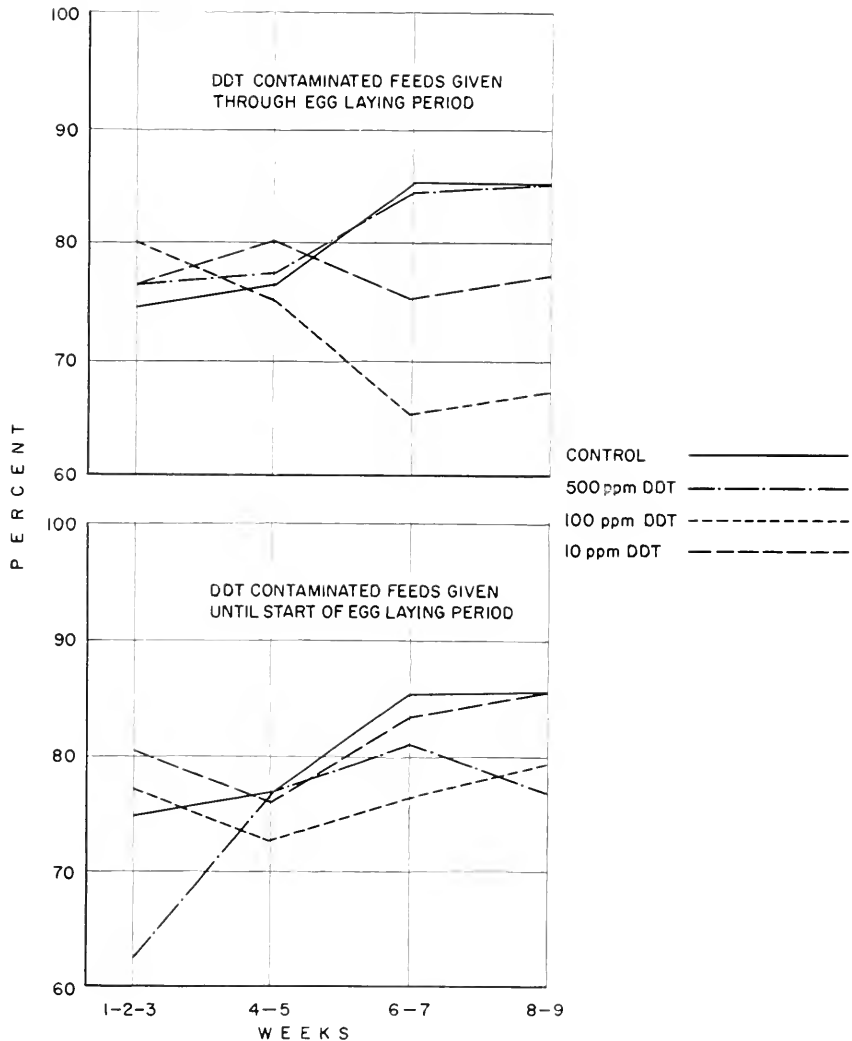 100
DDT CONTAMINATED FEEDS GIVEN
THROUGH EGG LAYING PERIOD
90
80
70
60
PERCENT
CONTROL
500 ppm DDT
100 ppm DDT
10 ppm DDT
100
DDT CONTAMINATED FEEDS GIVEN
UNTIL START OF EGG LAYING PERIOD
90
80
70
60
1-2-3 4-5 6-7 8-9
WEEKS